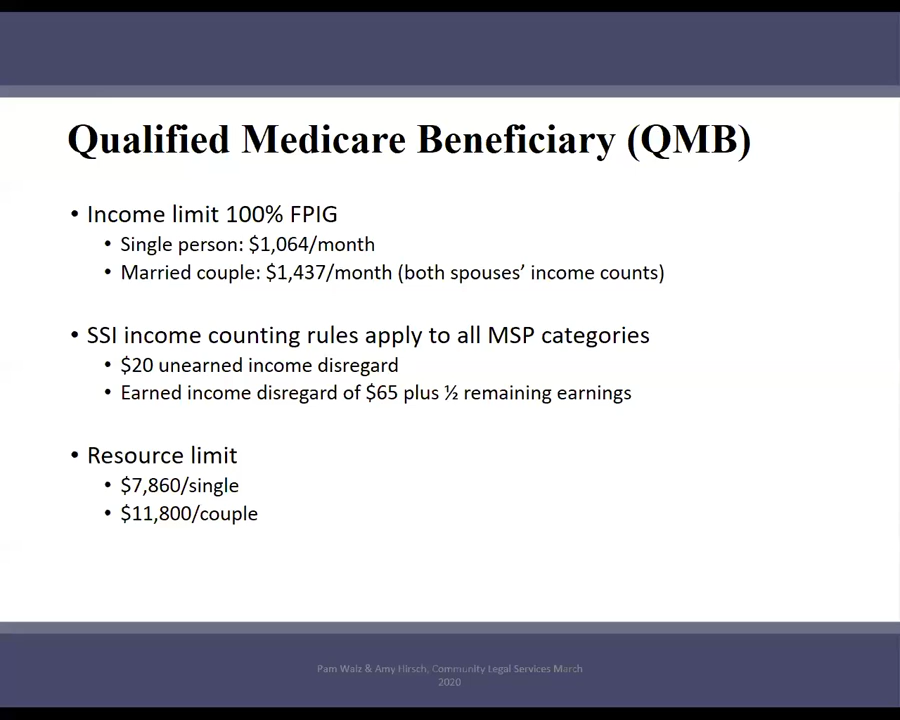 Qualified Medicare Beneficiary (QMB)
• Income limit 100% FPIG
• Single person: $1,064/month
• Married couple: $1,437/month (both spouses’ income counts)
• SSI income counting rules apply to all MSP categories
• $20 unearned income disregard
• Earned income disregard of $65 plus ½ remaining earnings
• Resource limit
• $7,860/single
• $11,800/couple
Pam Walz & Amy Hirsch, Community Legal Services March
2020